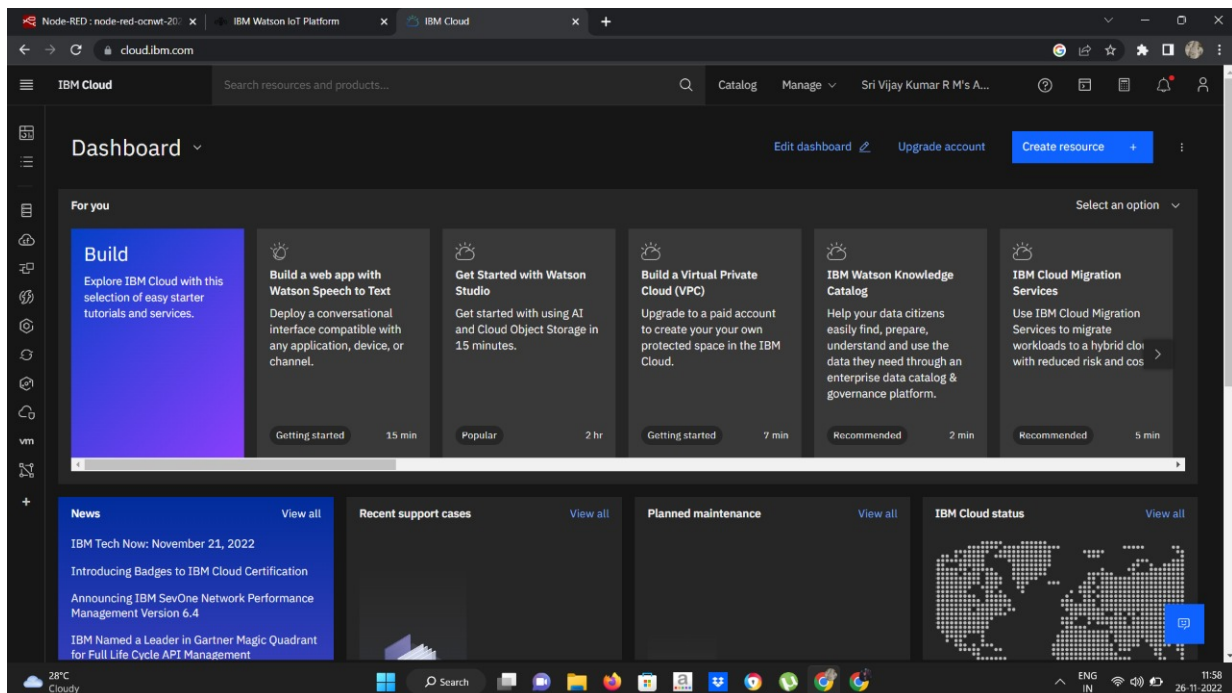 Node-RED : node-red-ocnwt-202
IBM Watson IoT Platform
IBM Cloud
cloud.ibm.com
IBM Cloud
Search resources and products...
Catalog
Manage
Sri Vijay Kumar R M's A...
Dashboard
Edit dashboard
Upgrade account
Create resource +
For you
Select an option
Build
Explore IBM Cloud with this
selection of easy starter
tutorials and services.
Build a web app with
Watson Speech to Text
Deploy a conversational
interface compatible with
any application, device, or
channel.
Getting started 15 min
Get Started with Watson
Studio
Get started with using AI
and Cloud Object Storage in
15 minutes.
Popular 2 hr
Build a Virtual Private
Cloud (VPC)
Upgrade to a paid account
to create your your own
protected space in the IBM
Cloud.
Getting started 7 min
IBM Watson Knowledge
Catalog
Help your data citizens
easily find, prepare,
understand and use the
data they need through an
enterprise data catalog &
governance platform.
Recommended 2 min
IBM Cloud Migration
Services
Use IBM Cloud Migration
Services to migrate
workloads to a hybrid clou
with reduced risk and cos
Recommended 5 min
vm
News View all
IBM Tech Now: November 21, 2022
Introducing Badges to IBM Cloud Certification
Announcing IBM SevOne Network Performance
Management Version 6.4
IBM Named a Leader in Gartner Magic Quadrant
for Full Life Cycle API Management
Recent support cases View all
Planned maintenance View all
IBM Cloud status View all
28°C
Cloudy
Search
ENG
IN
11:58
26-11-2022